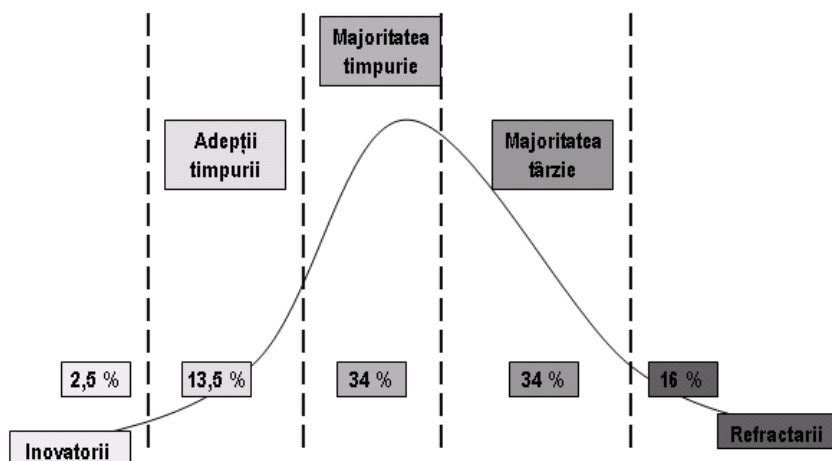 Majoritatea
timpurie
Adepții
timpurii
Majoritatea
târzie
2,5 %
13,5 %
34 %
34 %
16 %
Inovatorii
Refractarii